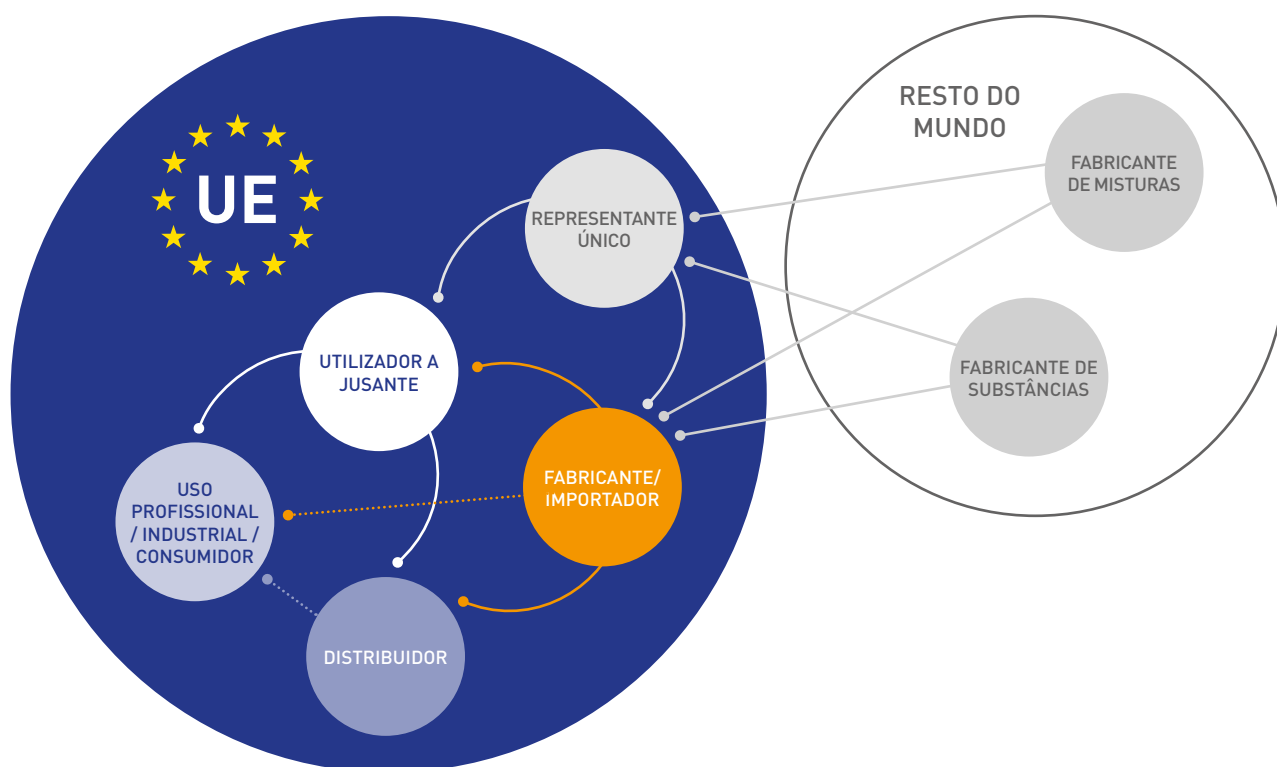 UE
REPRESENTANTE
ÚNICO
UTILIZADOR A
JUSANTE
USO
PROFISSIONAL
/ INDUSTRIAL /
CONSUMIDOR
FABRICANTE/
IMPORTADOR
DISTRIBUIDOR
RESTO DO
MUNDO
FABRICANTE
DE MISTURAS
FABRICANTE DE
SUBSTÂNCIAS